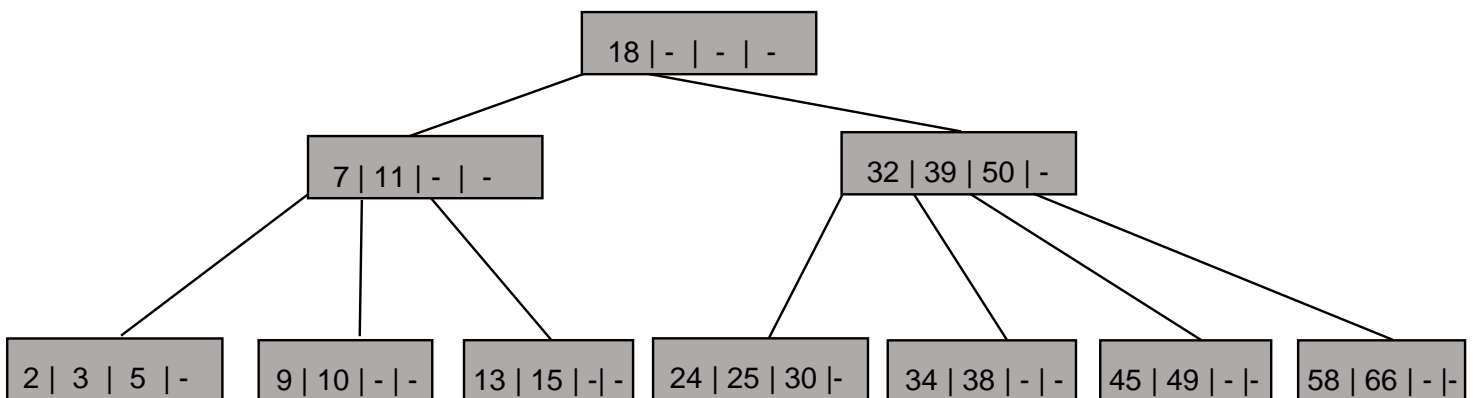 18 | - | - | -
7 | 11 | - | -
32 | 39 | 50 | -
2 | 3 | 5 | -
9 | 10 | - | -
13 | 15 | -| -
24 | 25 | 30 |-
34 | 38 | - | -
45 | 49 | - |-
58 | 66 | - |-